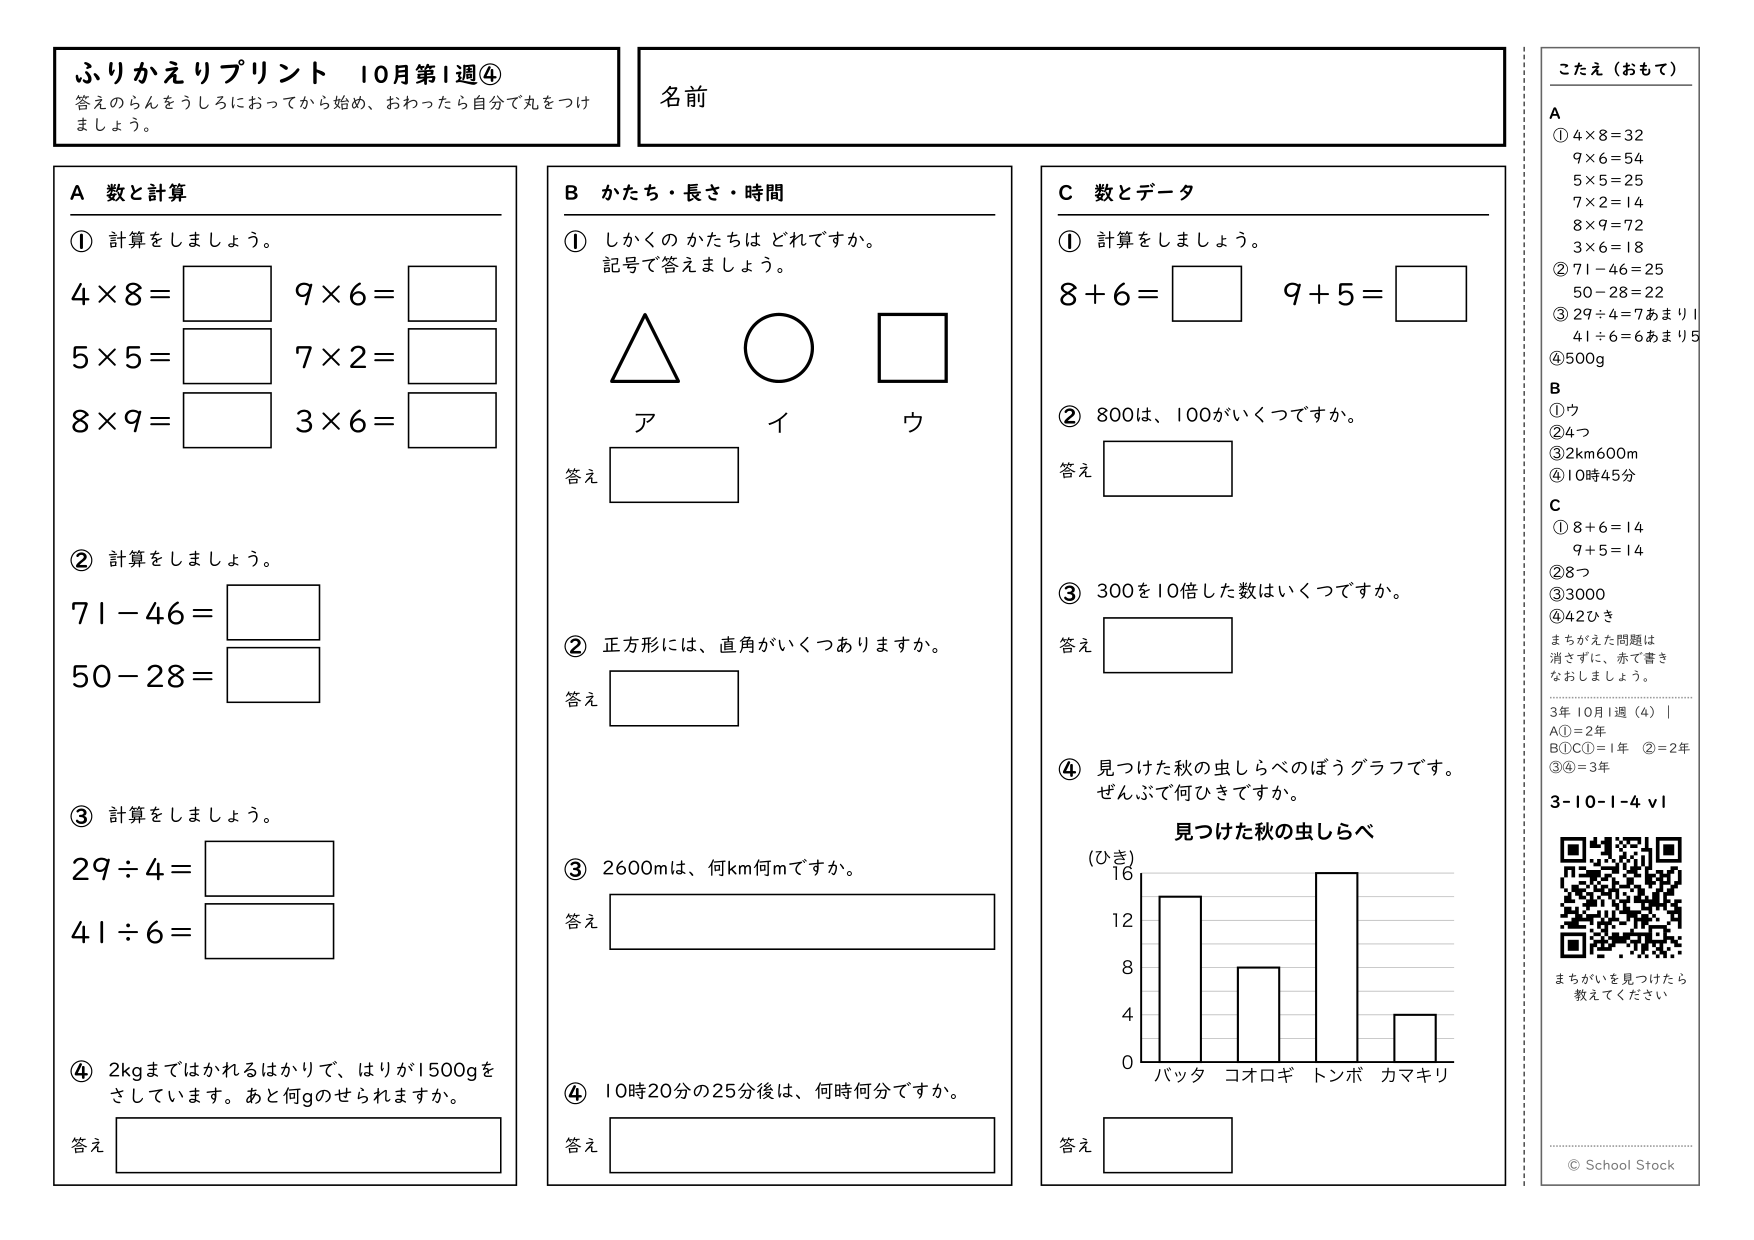 ふりかえりプリント　10月第1週④
答えのらんをうしろにおってから始め、おわったら自分で丸をつけ
ましょう。
名前
A　数と計算
① 計算をしましょう。
4×8＝　9×6＝
5×5＝　7×2＝
8×9＝　3×6＝
② 計算をしましょう。
71－46＝
50－28＝
③ 計算をしましょう。
29÷4＝
41÷6＝
④ 2kgまではかれるはかりで、はりが1500gを
さしています。あと何gのせられますか。
答え
B　かたち・長さ・時間
① しかくの かたちは どれですか。
記号で答えましょう。
ア　イ　ウ
答え
② 正方形には、直角がいくつありますか。
答え
③ 2600mは、何km何mですか。
答え
④ 10時20分の25分後は、何時何分ですか。
答え
C　数とデータ
① 計算をしましょう。
8＋6＝　9＋5＝
② 800は、100がいくつですか。
答え
③ 300を10倍した数はいくつですか。
答え
④ 見つけた秋の虫しらべのぼうグラフです。
ぜんぶで何ひきですか。
見つけた秋の虫しらべ
(ひき)
16
12
8
4
0
バッタ　コオロギ　トンボ　カマキリ
答え
こたえ（おもて）
A
① 4×8＝32
9×6＝54
5×5＝25
7×2＝14
8×9＝72
3×6＝18
② 71－46＝25
50－28＝22
③ 29÷4＝7あまり1
41÷6＝6あまり5
④500g
B
①ウ
②4つ
③2km600m
④10時45分
C
① 8＋6＝14
9＋5＝14
②8つ
③3000
④42ひき
まちがえた問題は
消さずに、赤で書き
なおしましょう。
3年 10月1週（4）｜
A①＝2年
B①C①＝1年　②＝2年
③④＝3年
3-10-1-4 v1
まちがいを見つけたら
教えてください
© School Stock